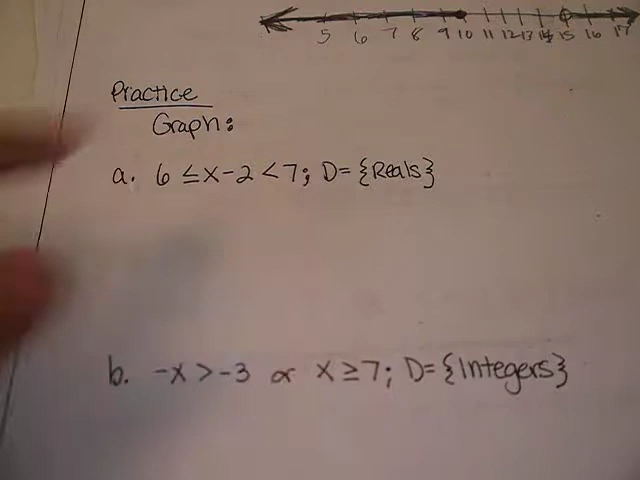 5 6 7 8 9 10 11 12 13 14 15 16 17
Practice
Graph:
a. 6 ≤ x - 2 < 7; D = {Reals}
b. -x > -3 or x ≥ 7; D = {Integers}